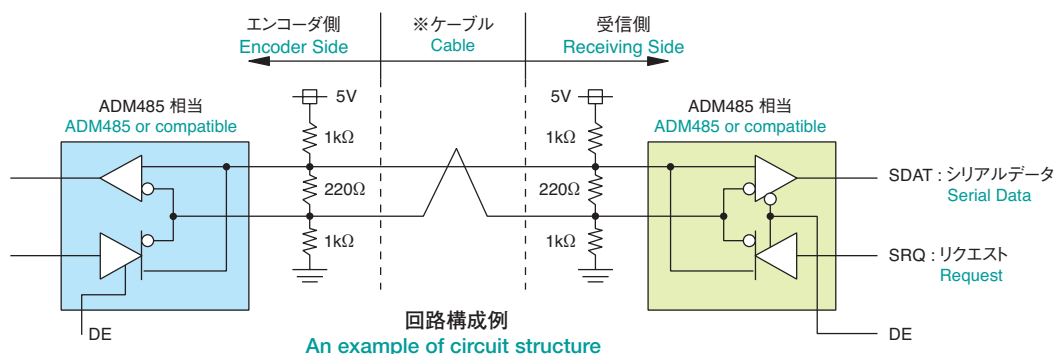 エンコーダ側
Encoder Side
※ケーブル
Cable
受信側
Receiving Side
ADM485 相当
ADM485 or compatible
5V
1kΩ
220Ω
1kΩ
DE
5V
1kΩ
220Ω
1kΩ
ADM485 相当
ADM485 or compatible
SDAT : シリアルデータ
Serial Data
SRQ : リクエスト
Request
DE
回路構成例
An example of circuit structure